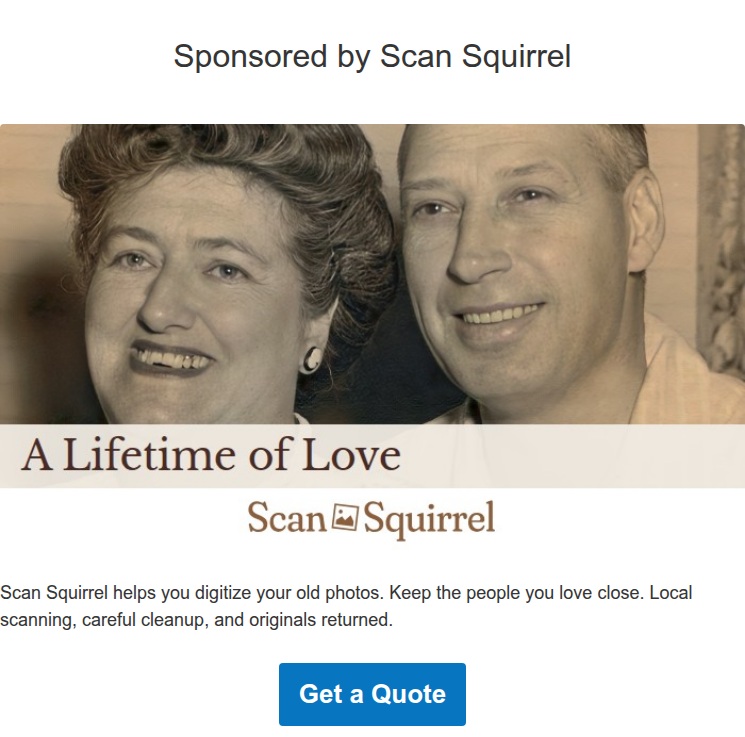 Sponsored by Scan Squirrel
A Lifetime of Love
Scan Squirrel
Scan Squirrel helps you digitize your old photos. Keep the people you love close. Local
scanning, careful cleanup, and originals returned.
Get a Quote